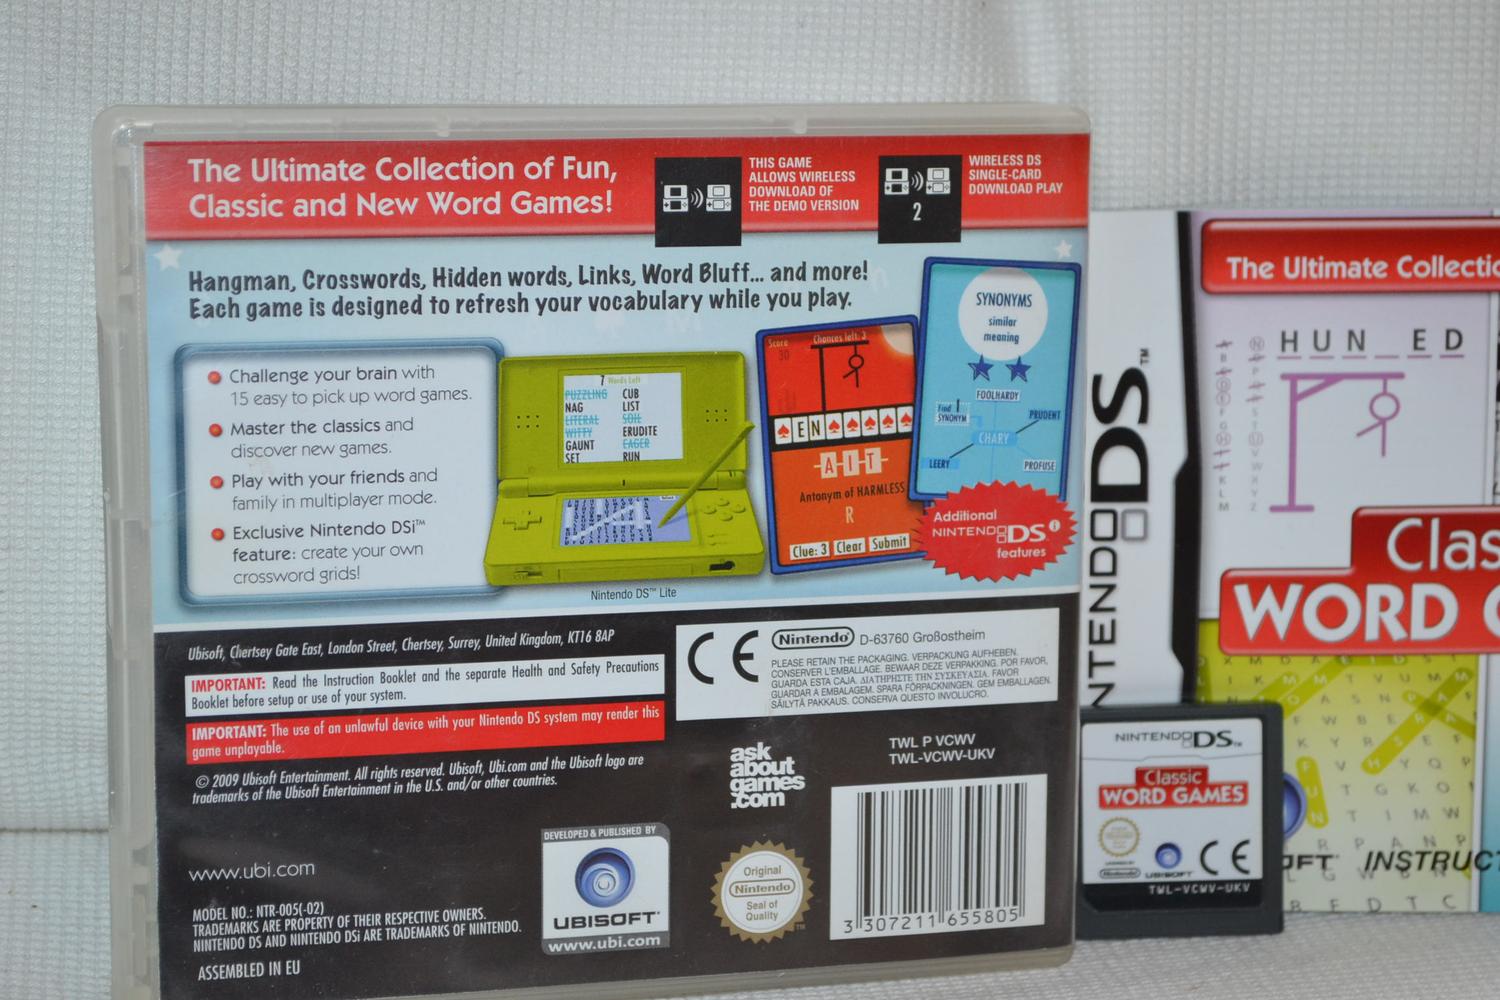 The Ultimate Collection of Fun,
Classic and New Word Games!
THIS GAME
ALLOWS WIRELESS
DOWNLOAD OF
THE DEMO VERSION
2
WIRELESS DS
SINGLE-CARD
DOWNLOAD PLAY
Hangman, Crosswords, Hidden words, Links, Word Bluff... and more!
Each game is designed to refresh your vocabulary while you play.
Challenge your brain with
15 easy to pick up word games.
Master the classics and
discover new games.
Play with your friends and
family in multiplayer mode.
Exclusive Nintendo DSi™
feature: create your own
crossword grids!
7 Words Left
PUZZLING CUB
NAG LIST
LITERAL SOIL
WITTY ERUDITE
GAUNT EAGER
SET RUN
Nintendo DS™ Lite
Score Chances left: 3
30
E N
A I T
Antonym of HARMLESS
R
Clue: 3 Clear Submit
SYNONYMS
similar
meaning
FOOLHARDY
Find 1
SYNONYM
PRUDENT
CHARY
LEERY
PROFUSE
Additional
NINTENDO DSi
features
Ubisoft, Chertsey Gate East, London Street, Chertsey, Surrey, United Kingdom, KT16 8AP
IMPORTANT: Read the Instruction Booklet and the separate Health and Safety Precautions
Booklet before setup or use of your system.
IMPORTANT: The use of an unlawful device with your Nintendo DS system may render this
game unplayable.
© 2009 Ubisoft Entertainment. All rights reserved. Ubisoft, Ubi.com and the Ubisoft logo are
trademarks of the Ubisoft Entertainment in the U.S. and/or other countries.
CE Nintendo D-63760 Großostheim
PLEASE RETAIN THE PACKAGING. VERPACKUNG AUFHEBEN.
CONSERVER L'EMBALLAGE. BEWAAR DEZE VERPAKKING. POR FAVOR,
GUARDA ESTA CAJA. ΔΙΑΤΗΡΗΣΤΕ ΤΗΝ ΣΥΣΚΕΥΑΣΙΑ. FAVOR
GUARDAR A EMBALAGEM. SPARA FÖRPACKNINGEN. GEM EMBALLAGEN.
SÄILYTÄ PAKKAUS. CONSERVA QUESTO INVOLUCRO.
ask
about
games
.com
TWL P VCWV
TWL-VCWV-UKV
www.ubi.com
DEVELOPED & PUBLISHED BY
UBISOFT
www.ubi.com
Original
Nintendo
Seal of
Quality
3 307211 655805
MODEL NO.: NTR-005(-02)
TRADEMARKS ARE PROPERTY OF THEIR RESPECTIVE OWNERS.
NINTENDO DS AND NINTENDO DSi ARE TRADEMARKS OF NINTENDO.
ASSEMBLED IN EU
NINTENDO DS™
The Ultimate Collectio
HUN_ED
Clas
WORD G
OFT INSTRUCT
NINTENDO DS™
Classic
WORD GAMES
Nintendo
UBISOFT
CE
TWL-VCWV-UKV